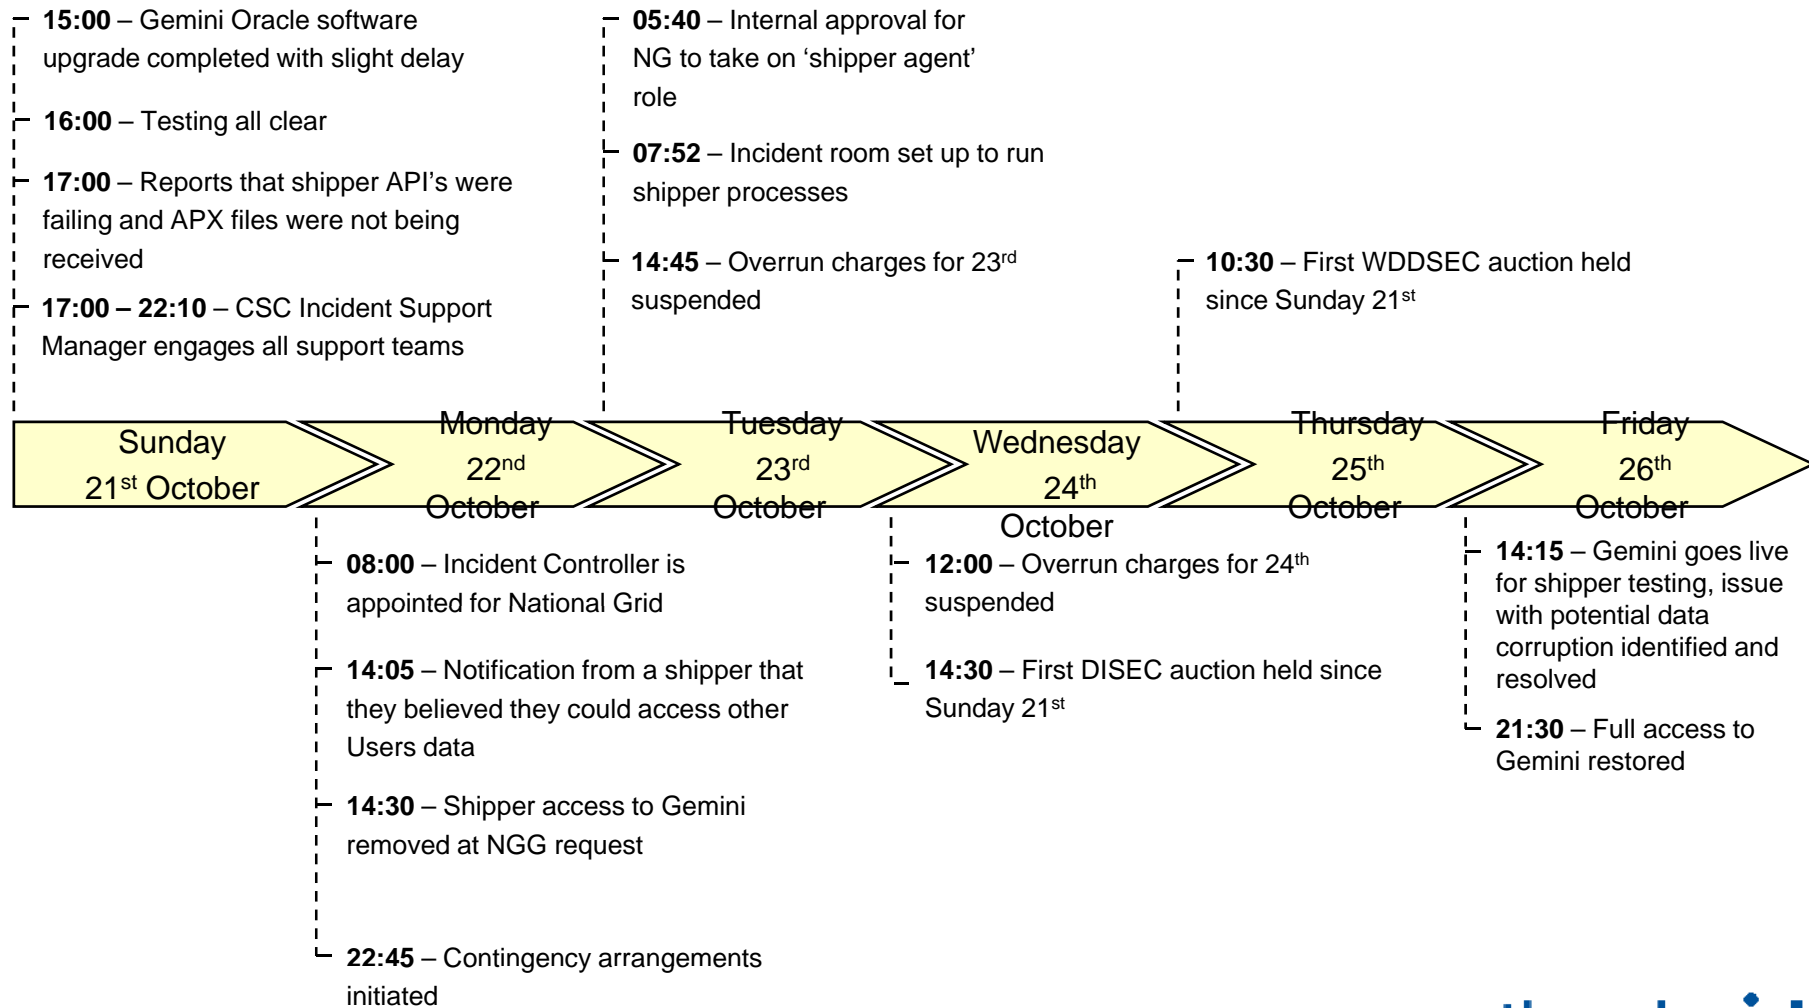 15:00 – Gemini Oracle software
upgrade completed with slight delay
16:00 – Testing all clear
17:00 – Reports that shipper API's were
failing and APX files were not being
received
17:00 – 22:10 – CSC Incident Support
Manager engages all support teams
05:40 – Internal approval for
NG to take on ‘shipper agent’
role
07:52 – Incident room set up to run
shipper processes
14:45 – Overrun charges for 23rd
suspended
10:30 – First WDDSEC auction held
since Sunday 21st
Sunday
21st October
Monday
22nd
October
Tuesday
23rd
October
Wednesday
24th
October
Thursday
25th
October
Friday
26th
October
08:00 – Incident Controller is
appointed for National Grid
14:05 – Notification from a shipper that
they believed they could access other
Users data
14:30 – Shipper access to Gemini
removed at NGG request
22:45 – Contingency arrangements
initiated
12:00 – Overrun charges for 24th
suspended
14:30 – First DISEC auction held since
Sunday 21st
14:15 – Gemini goes live
for shipper testing, issue
with potential data
corruption identified and
resolved
21:30 – Full access to
Gemini restored